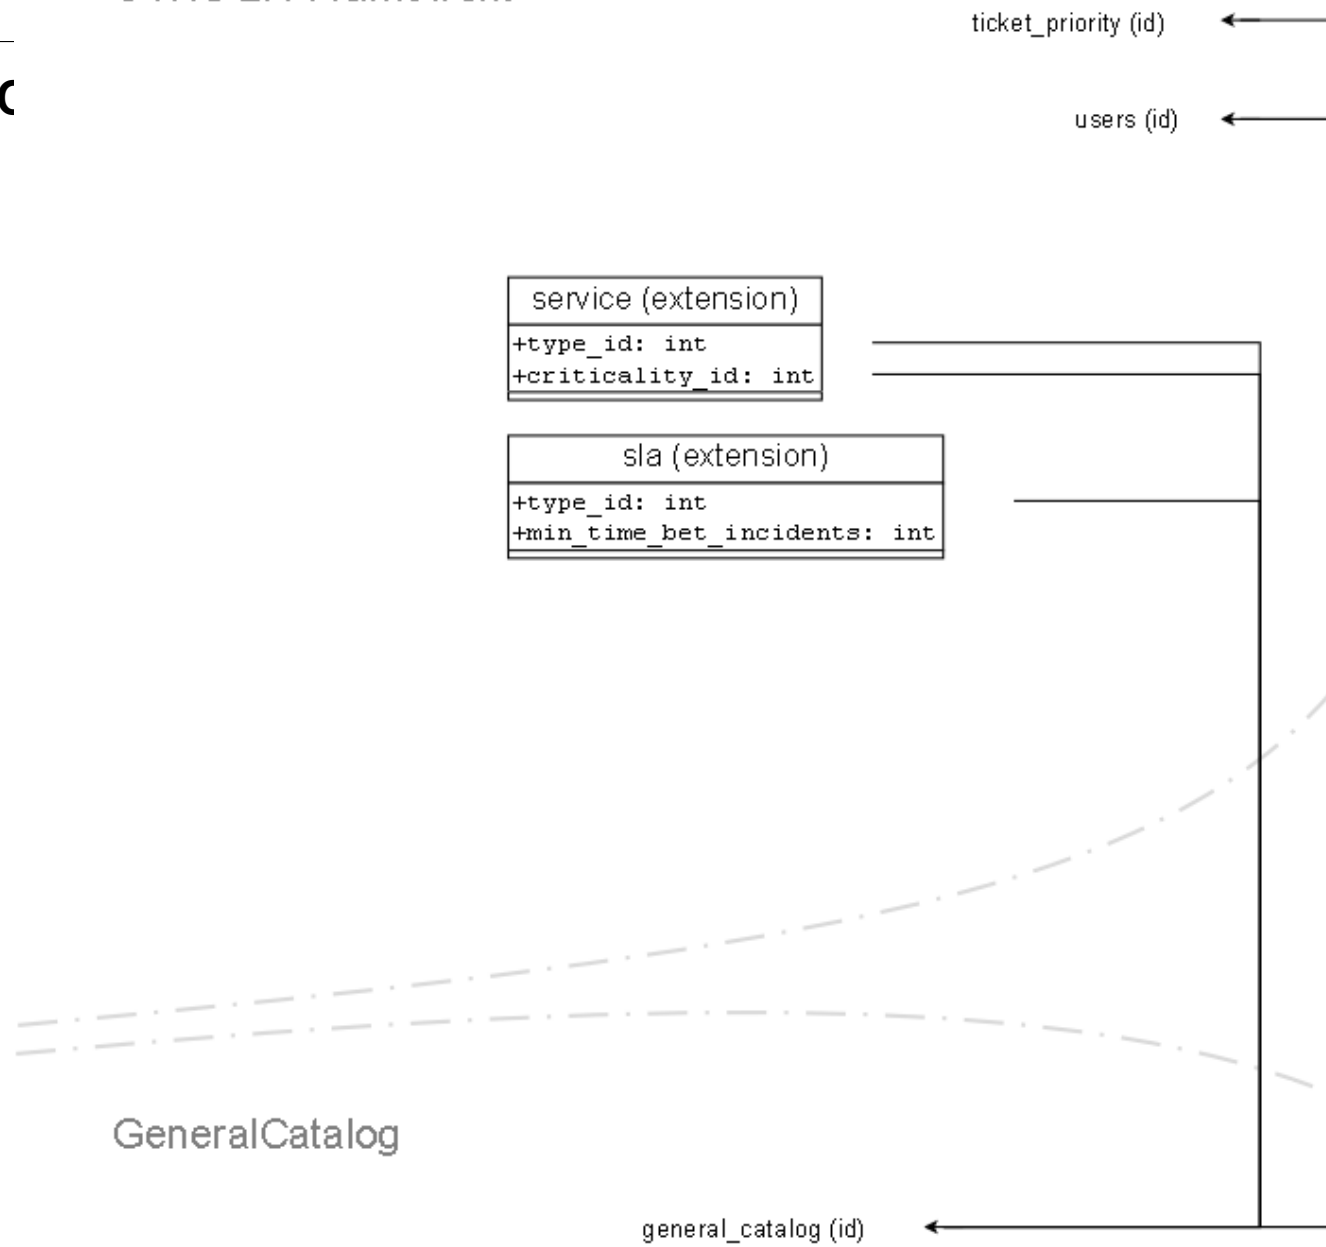 ticket_priority (id)
users (id)
service (extension)
+type_id: int
+criticality_id: int
sla (extension)
+type_id: int
+min_time_bet_incidents: int
GeneralCatalog
general_catalog (id)